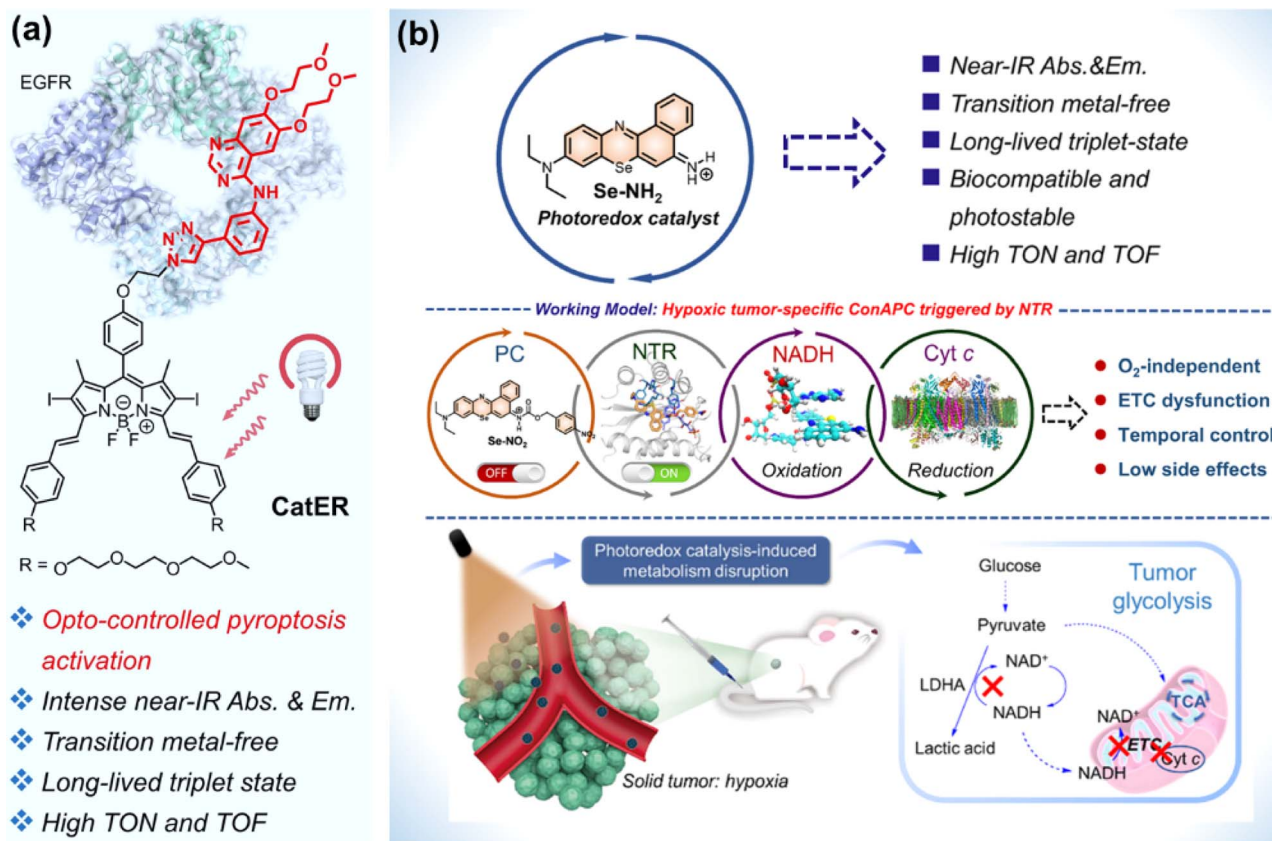 (a)
EGFR
O
O
O
O
N
N
NH
N
N
N
O
I
I
N
N
B
F
F
⊖
⊕
R
R
CatER
R = O O O O
Opto-controlled pyroptosis
activation
Intense near-IR Abs. & Em.
Transition metal-free
Long-lived triplet state
High TON and TOF
(b)
N
N
Se
N
H
H
⊕
Se-NH₂
Photoredox catalyst
Near-IR Abs.&Em.
Transition metal-free
Long-lived triplet-state
Biocompatible and
photostable
High TON and TOF
Working Model: Hypoxic tumor-specific ConAPC triggered by NTR
PC
Se-NO₂
OFF
NTR
ON
NADH
Oxidation
Cyt c
Reduction
O₂-independent
ETC dysfunction
Temporal control
Low side effects
Photoredox catalysis-induced
metabolism disruption
Solid tumor: hypoxia
Tumor
glycolysis
Glucose
Pyruvate
NAD⁺
LDHA
NADH
Lactic acid
TCA
NAD⁺
ETC
Cyt c
NADH